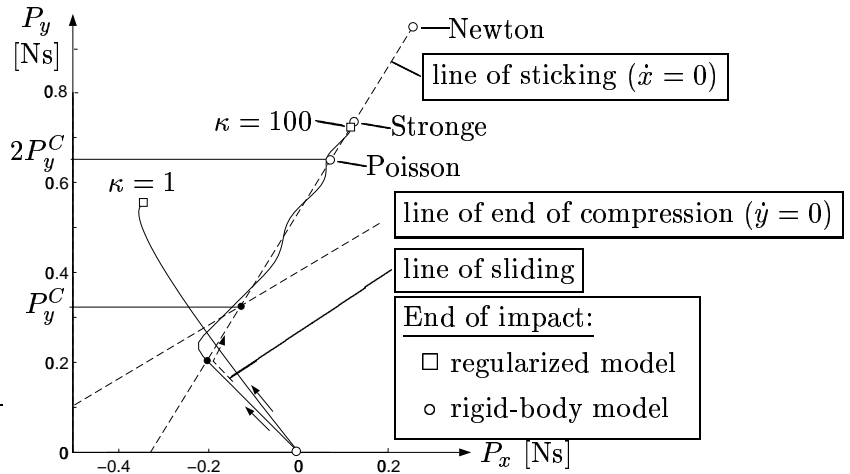 P_y
[Ns]
Newton
line of sticking (ẋ = 0)
0.8
κ = 100
Stronge
2P_y^C
Poisson
0.6
κ = 1
line of end of compression (ẏ = 0)
0.4
line of sliding
P_y^C
End of impact:
0.2
regularized model
rigid-body model
0
−0.4
−0.2
0
0.2
P_x [Ns]